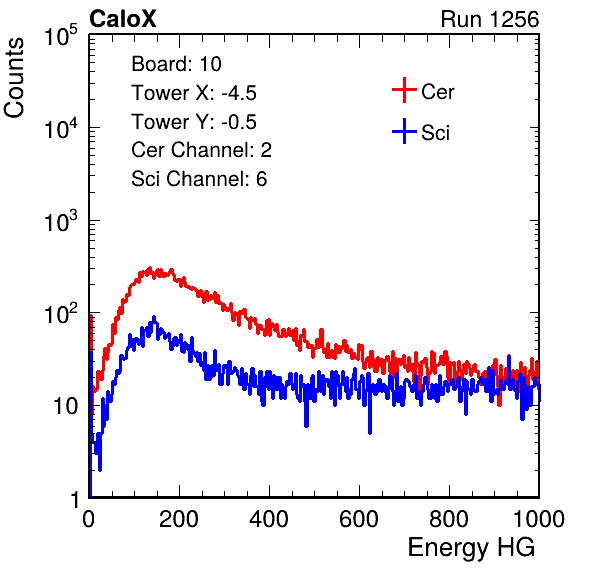 CaloX Run 1256
Counts
10^5
10^4
10^3
10^2
10
1
Board: 10
Tower X: -4.5
Tower Y: -0.5
Cer Channel: 2
Sci Channel: 6
Cer
Sci
0 200 400 600 800 1000
Energy HG